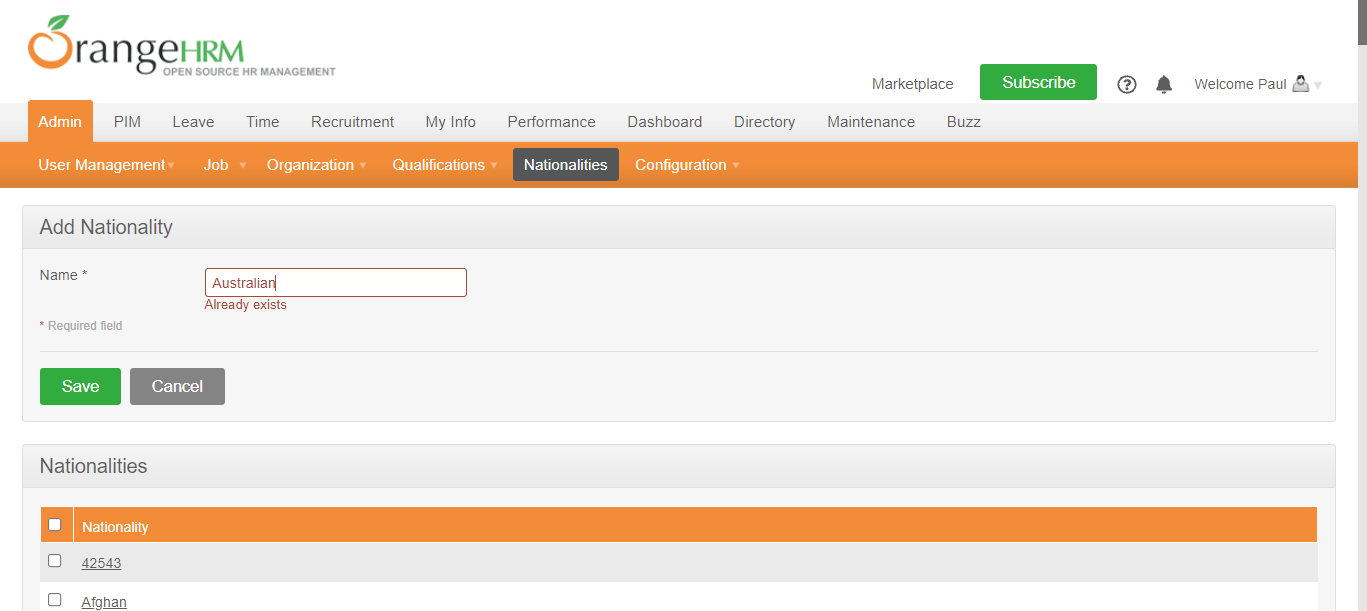 OrangeHRM
OPEN SOURCE HR MANAGEMENT
Marketplace Subscribe ? Welcome Paul
Admin PIM Leave Time Recruitment My Info Performance Dashboard Directory Maintenance Buzz
User Management Job Organization Qualifications Nationalities Configuration
Add Nationality
Name * Australian
Already exists
* Required field
Save Cancel
Nationalities
Nationality
42543
Afghan